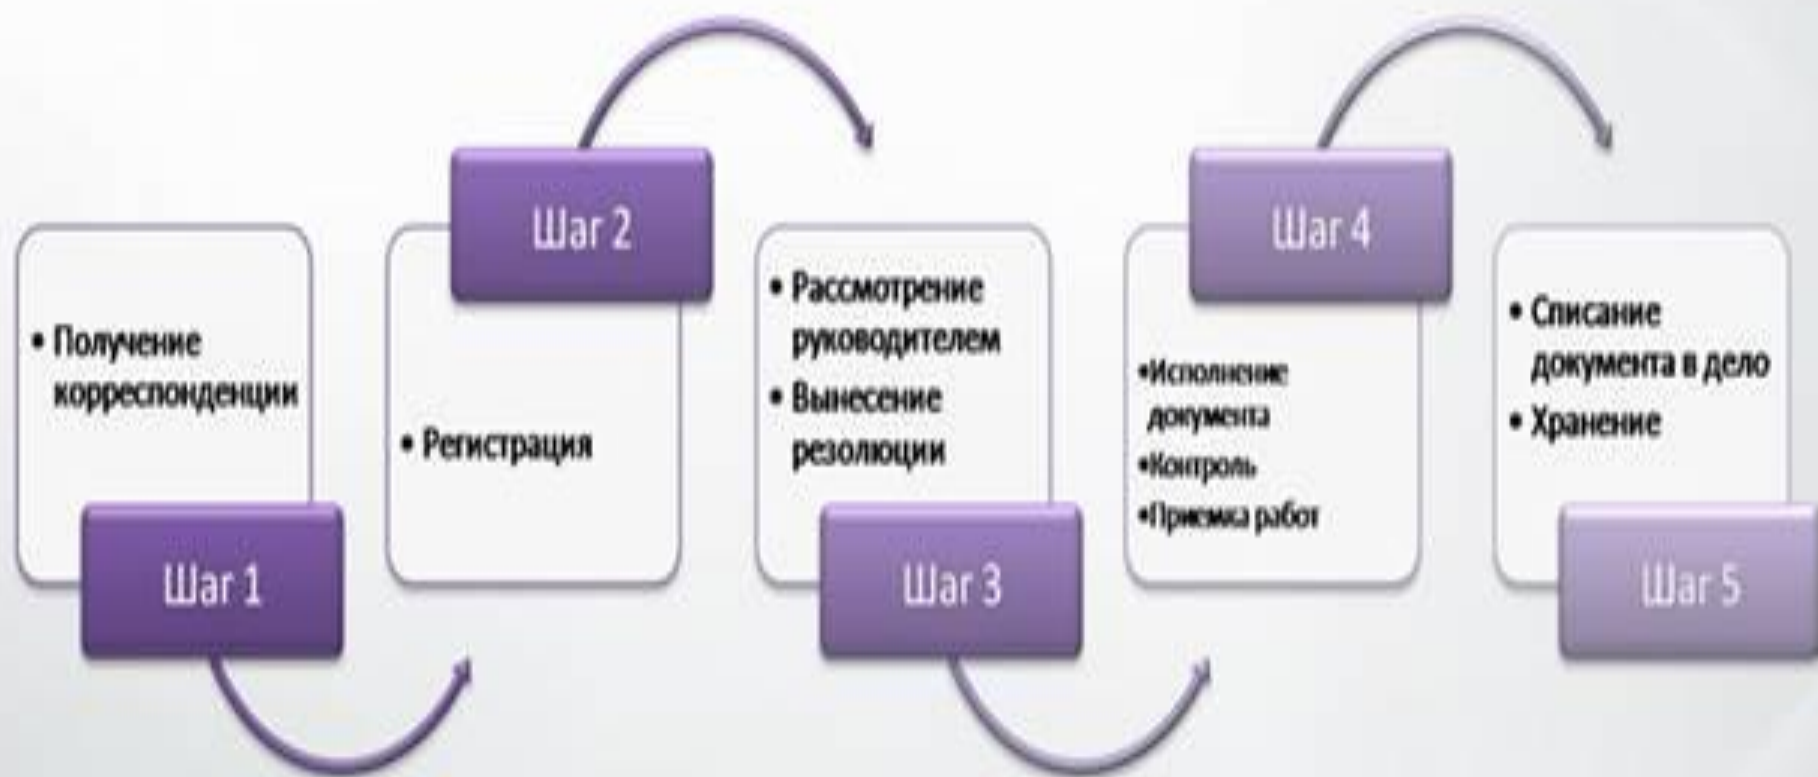 • Получение
корреспонденции
Шаг 1
Шаг 2
• Регистрация
• Рассмотрение
руководителем
• Вынесение
резолюции
Шаг 3
Шаг 4
•Исполнение
документа
•Контроль
•Приемка работ
• Списание
документа в дело
• Хранение
Шаг 5